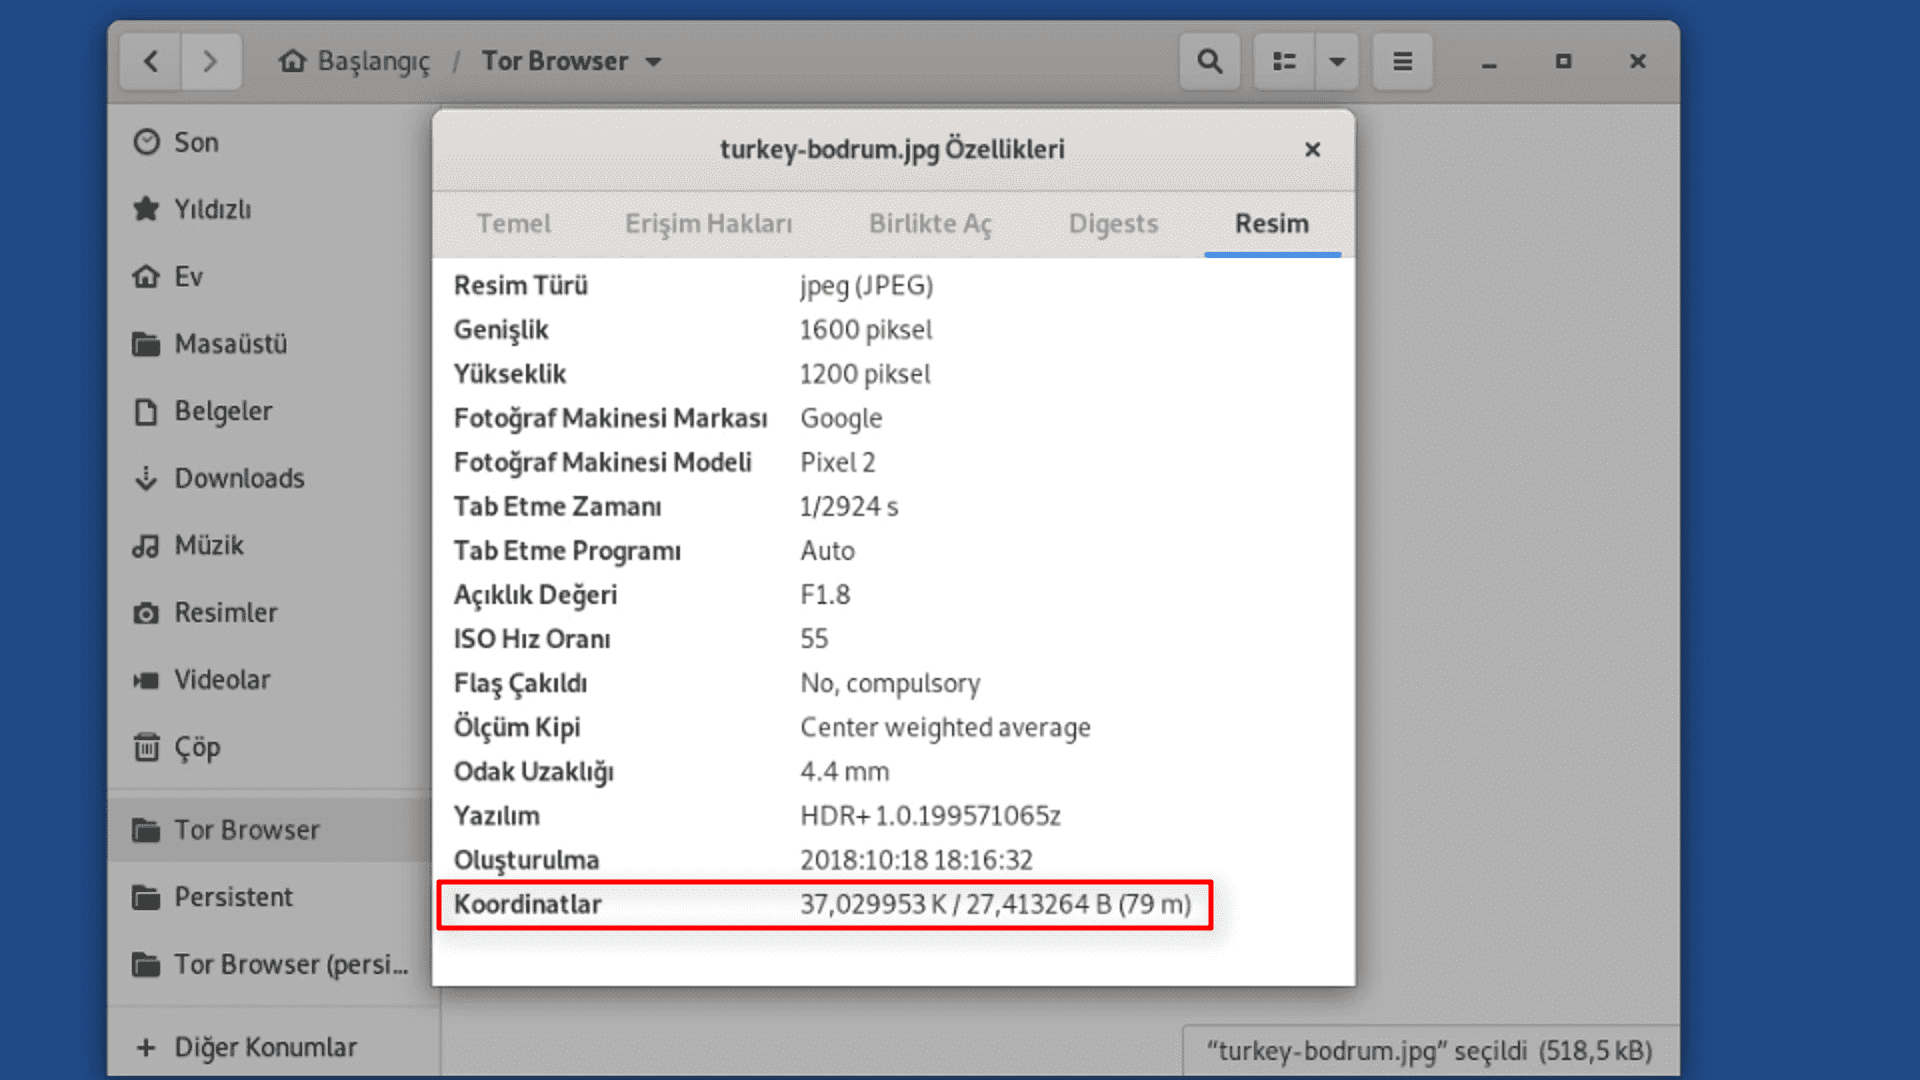 Başlangıç / Tor Browser
Son
Yıldızlı
Ev
Masaüstü
Belgeler
Downloads
Müzik
Resimler
Videolar
Çöp
Tor Browser
Persistent
Tor Browser (persi...
+ Diğer Konumlar
turkey-bodrum.jpg Özellikleri
Temel Erişim Hakları Birlikte Aç Digests Resim
Resim Türü jpeg (JPEG)
Genişlik 1600 piksel
Yükseklik 1200 piksel
Fotoğraf Makinesi Markası Google
Fotoğraf Makinesi Modeli Pixel 2
Tab Etme Zamanı 1/2924 s
Tab Etme Programı Auto
Açıklık Değeri F1.8
ISO Hız Oranı 55
Flaş Çakıldı No, compulsory
Ölçüm Kipi Center weighted average
Odak Uzaklığı 4.4 mm
Yazılım HDR+ 1.0.199571065z
Oluşturulma 2018:10:18 18:16:32
Koordinatlar 37,029953 K / 27,413264 B (79 m)
“turkey-bodrum.jpg” seçildi (518,5 kB)